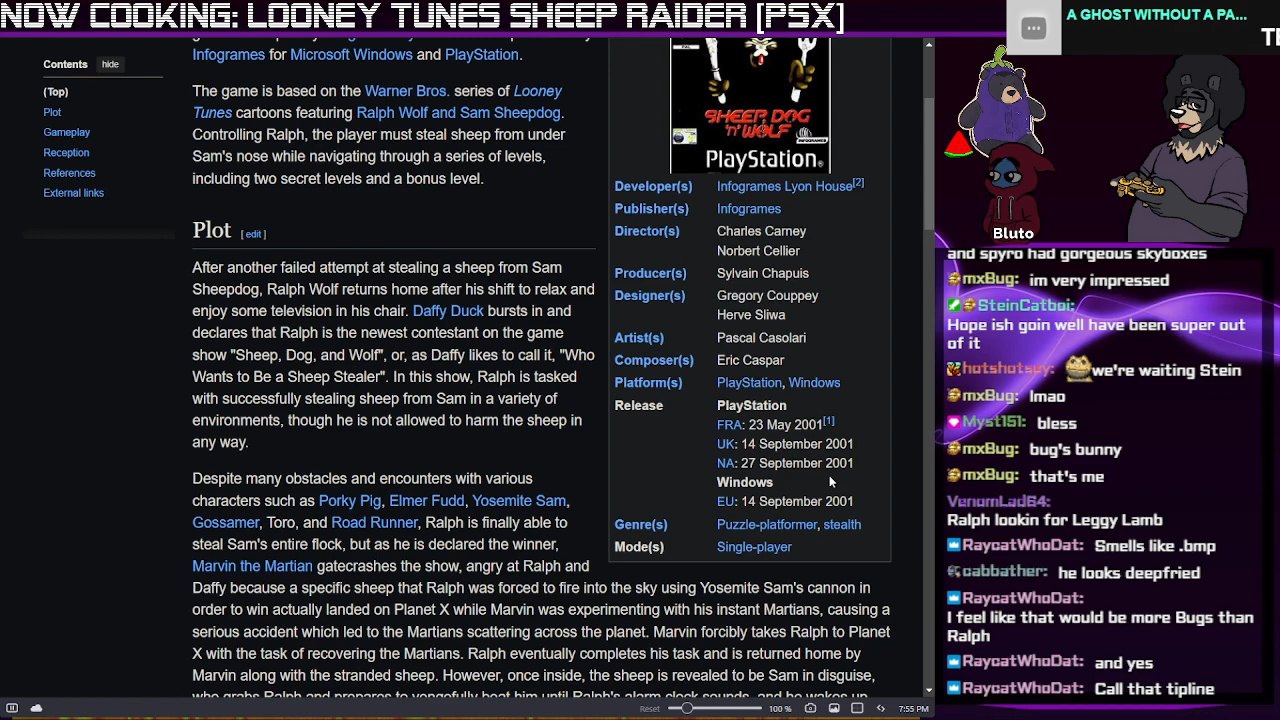 NOW COOKING: LOONEY TUNES SHEEP RAIDER [PSX]
A GHOST WITHOUT A PA...
Contents hide
(Top)
Plot
Gameplay
Reception
References
External links
Infogrames for Microsoft Windows and PlayStation.
The game is based on the Warner Bros. series of Looney
Tunes cartoons featuring Ralph Wolf and Sam Sheepdog.
Controlling Ralph, the player must steal sheep from under
Sam's nose while navigating through a series of levels,
including two secret levels and a bonus level.
Plot [edit]
After another failed attempt at stealing a sheep from Sam
Sheepdog, Ralph Wolf returns home after his shift to relax and
enjoy some television in his chair. Daffy Duck bursts in and
declares that Ralph is the newest contestant on the game
show "Sheep, Dog, and Wolf", or, as Daffy likes to call it, "Who
Wants to Be a Sheep Stealer". In this show, Ralph is tasked
with successfully stealing sheep from Sam in a variety of
environments, though he is not allowed to harm the sheep in
any way.
Despite many obstacles and encounters with various
characters such as Porky Pig, Elmer Fudd, Yosemite Sam,
Gossamer, Toro, and Road Runner, Ralph is finally able to
steal Sam's entire flock, but as he is declared the winner,
Marvin the Martian gatecrashes the show, angry at Ralph and
Daffy because a specific sheep that Ralph was forced to fire into the sky using Yosemite Sam's cannon in
order to win actually landed on Planet X while Marvin was experimenting with his instant Martians, causing a
serious accident which led to the Martians scattering across the planet. Marvin forcibly takes Ralph to Planet
X with the task of recovering the Martians. Ralph eventually completes his task and is returned home by
Marvin along with the stranded sheep. However, once inside, the sheep is revealed to be Sam in disguise,
who grabs Ralph and prepares to vengefully beat him until Ralph's alarm clock sounds, and he wakes up
SHEEP, DOG
'N' WOLF
INFOGRAMES
PlayStation®
Developer(s) Infogrames Lyon House[2]
Publisher(s) Infogrames
Director(s) Charles Carney
Norbert Cellier
Producer(s) Sylvain Chapuis
Designer(s) Gregory Couppey
Herve Sliwa
Artist(s) Pascal Casolari
Composer(s) Eric Caspar
Platform(s) PlayStation, Windows
Release PlayStation
FRA: 23 May 2001[1]
UK: 14 September 2001
NA: 27 September 2001
Windows
EU: 14 September 2001
Genre(s) Puzzle-platformer, stealth
Mode(s) Single-player
Bluto
and spyro had gorgeous skyboxes
mxBug: im very impressed
SteinCatboi:
Hope ish goin well have been super out
of it
hotshotsey: we're waiting Stein
mxBug: lmao
Myst151: bless
mxBug: bug's bunny
mxBug: that's me
VenomLad64:
Ralph lookin for Leggy Lamb
RaycatWhoDat: Smells like .bmp
cabbather: he looks deepfried
RaycatWhoDat:
I feel like that would be more Bugs than
Ralph
RaycatWhoDat: and yes
RaycatWhoDat: Call that tipline
Reset 100 % 7:55 PM